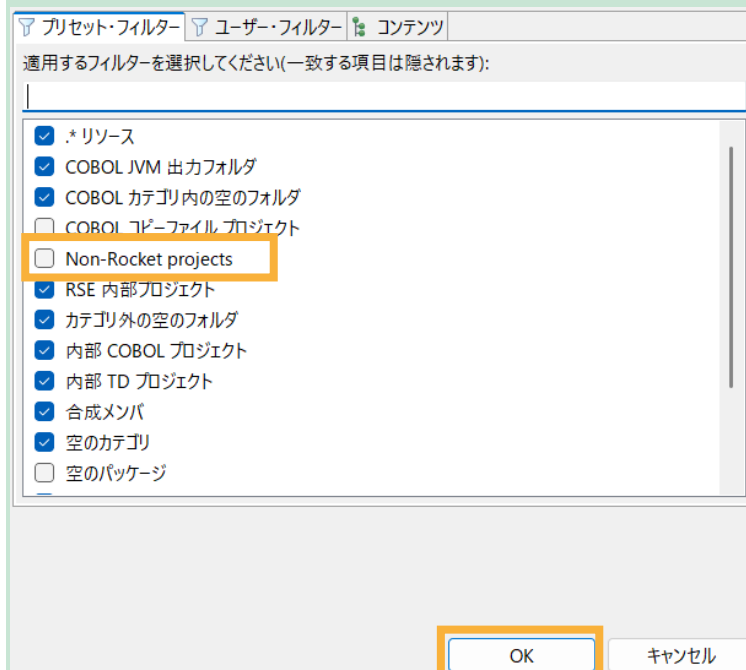 プリセット・フィルター ユーザー・フィルター コンテンツ
適用するフィルターを選択してください(一致する項目は隠されます):
.* リソース
COBOL JVM 出力フォルダ
COBOL カテゴリ内の空のフォルダ
COBOL コピーファイル プロジェクト
Non-Rocket projects
RSE 内部プロジェクト
カテゴリ外の空のフォルダ
内部 COBOL プロジェクト
内部 TD プロジェクト
合成メンバ
空のカテゴリ
空のパッケージ
OK キャンセル